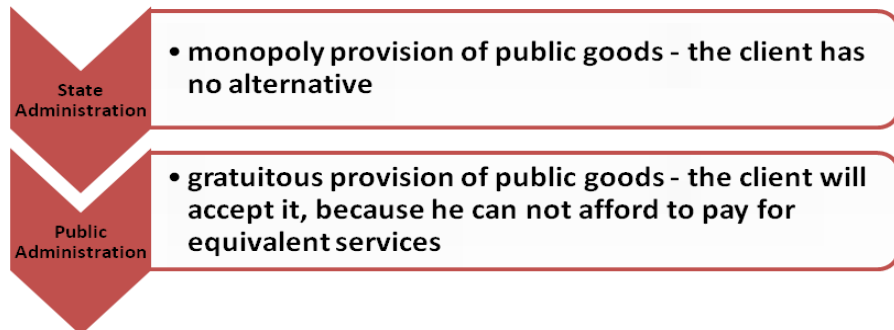 State
Administration
• monopoly provision of public goods - the client has
no alternative
Public
Administration
• gratuitous provision of public goods - the client will
accept it, because he can not afford to pay for
equivalent services